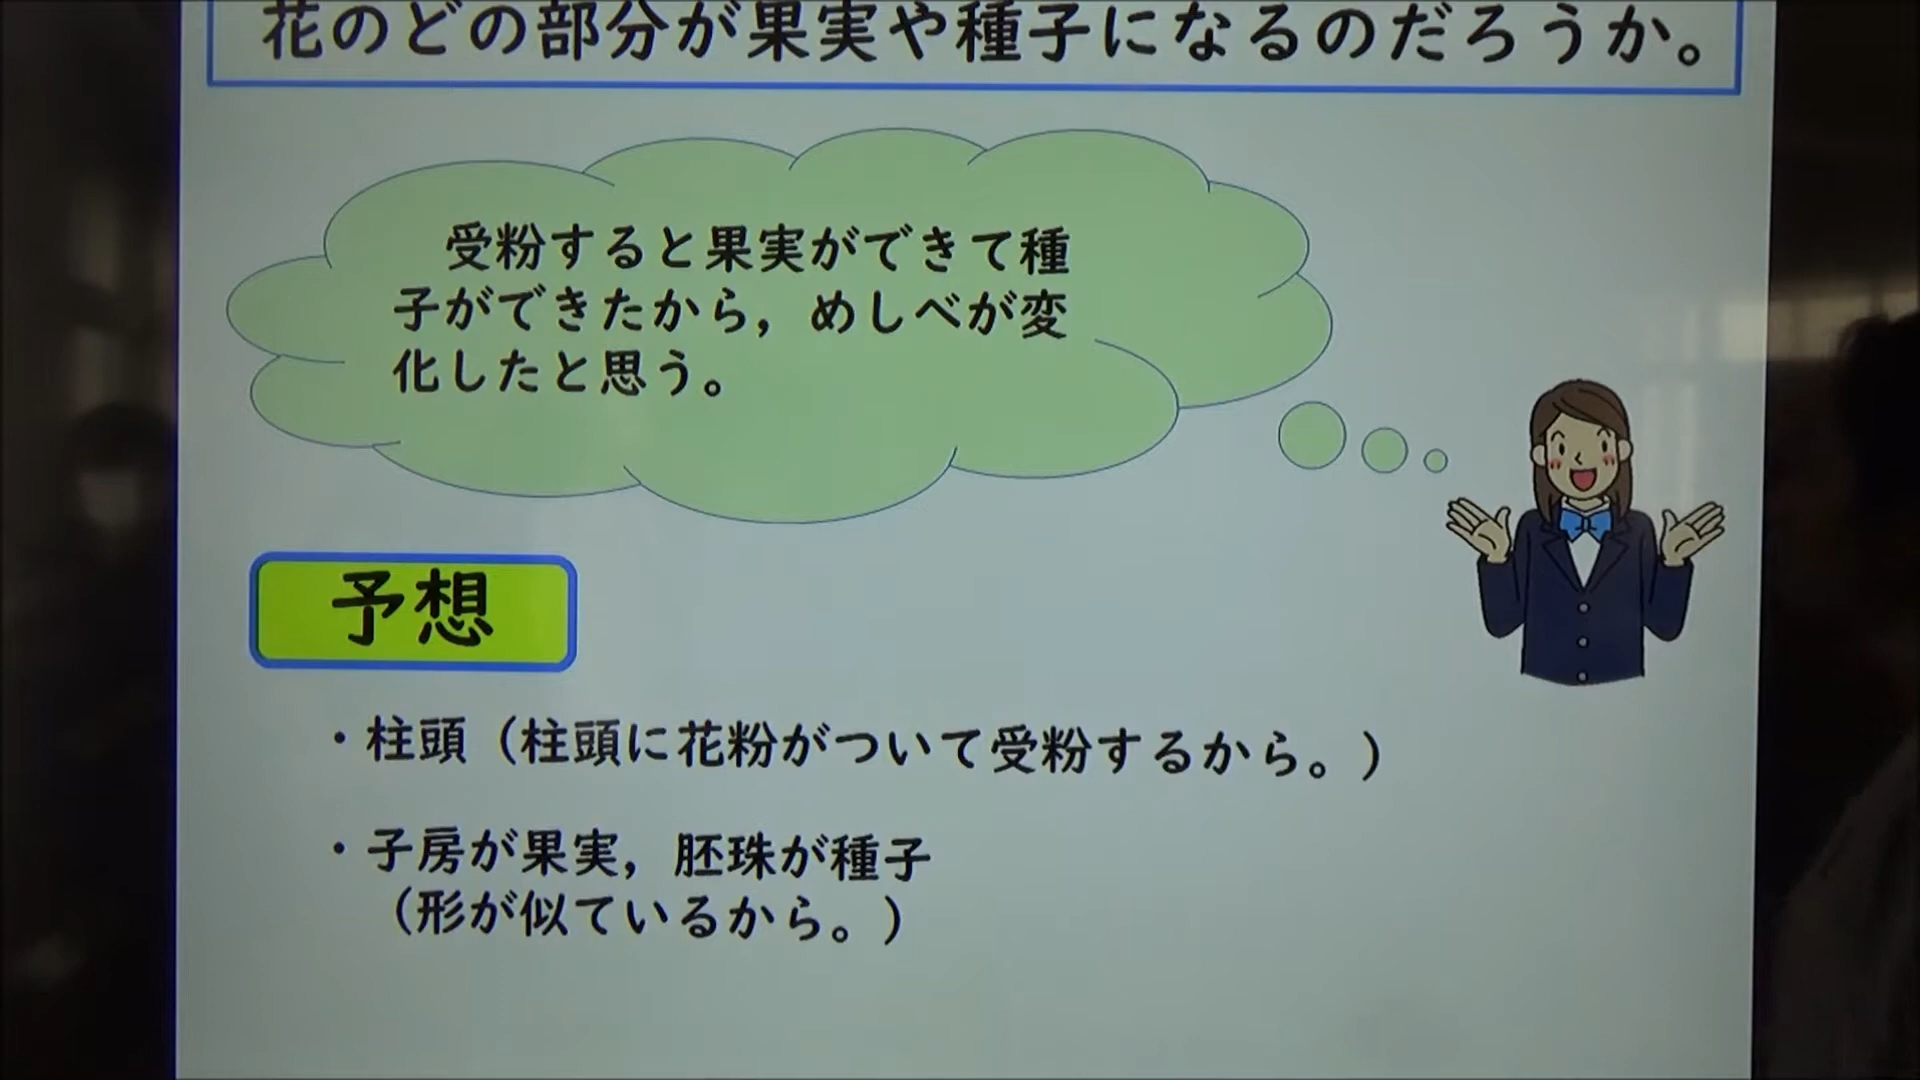 花のどの部分が果実や種子になるのだろうか。
受粉すると果実ができて種
子ができたから，めしべが変
化したと思う。
予想
・柱頭（柱頭に花粉がついて受粉するから。）
・子房が果実，胚珠が種子
（形が似ているから。）